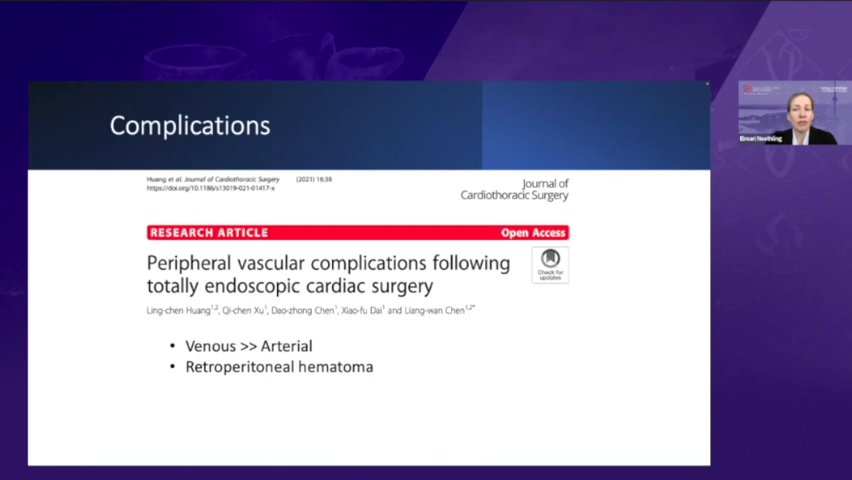 Complications
Huang et al. Journal of Cardiothoracic Surgery (2021) 16:38
https://doi.org/10.1186/s13019-021-01417-x
Journal of
Cardiothoracic Surgery
RESEARCH ARTICLE Open Access
Peripheral vascular complications following
totally endoscopic cardiac surgery
Check for
updates
Ling-chen Huang1,2, Qi-chen Xu1, Dao-zhong Chen1, Xiao-fu Dai1 and Liang-wan Chen1,2*
• Venous >> Arterial
• Retroperitoneal hematoma
Elmari Neethling